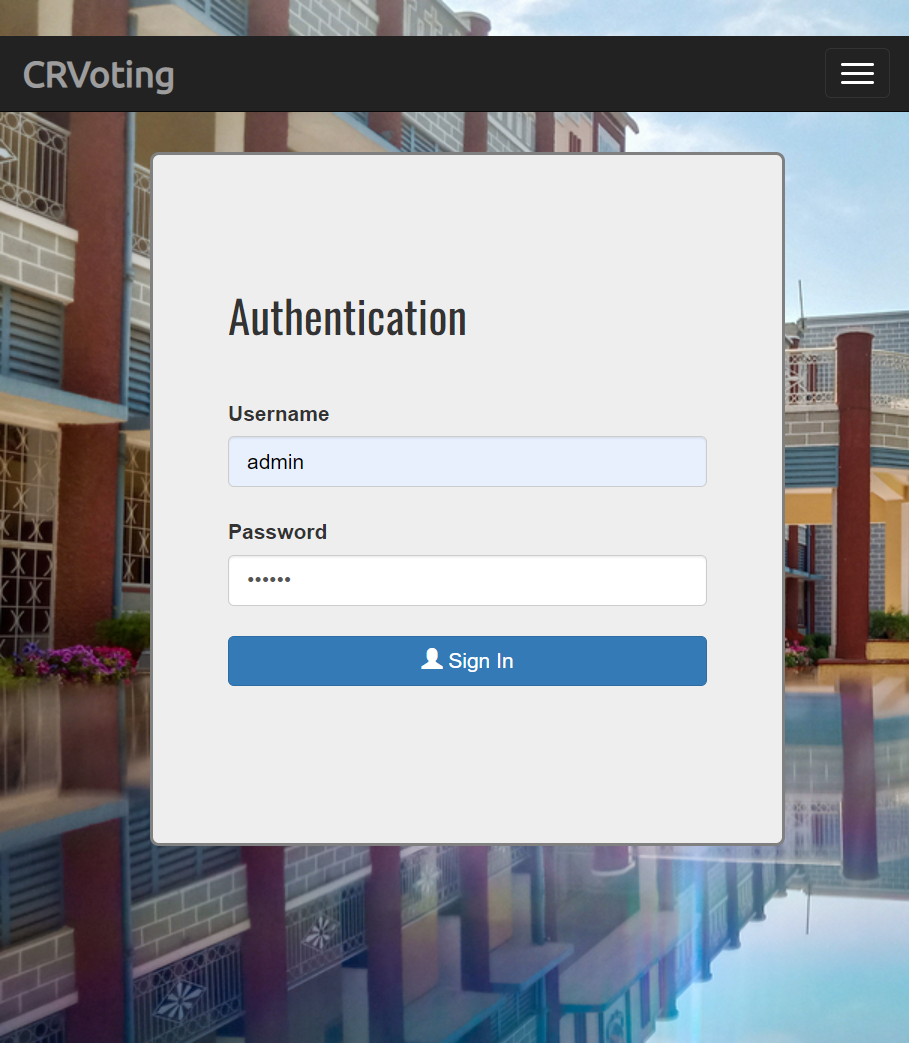 CRVoting
Authentication
Username
admin
Password
••••••
Sign In